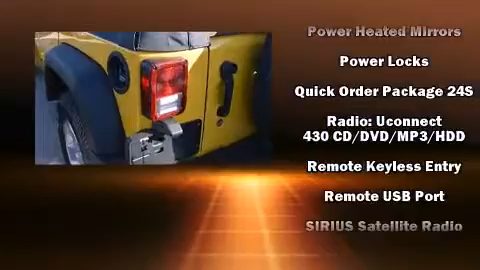 Power Heated Mirrors
Power Locks
Quick Order Package 24S
Radio: Uconnect
430 CD/DVD/MP3/HDD
Remote Keyless Entry
Remote USB Port
SIRIUS Satellite Radio